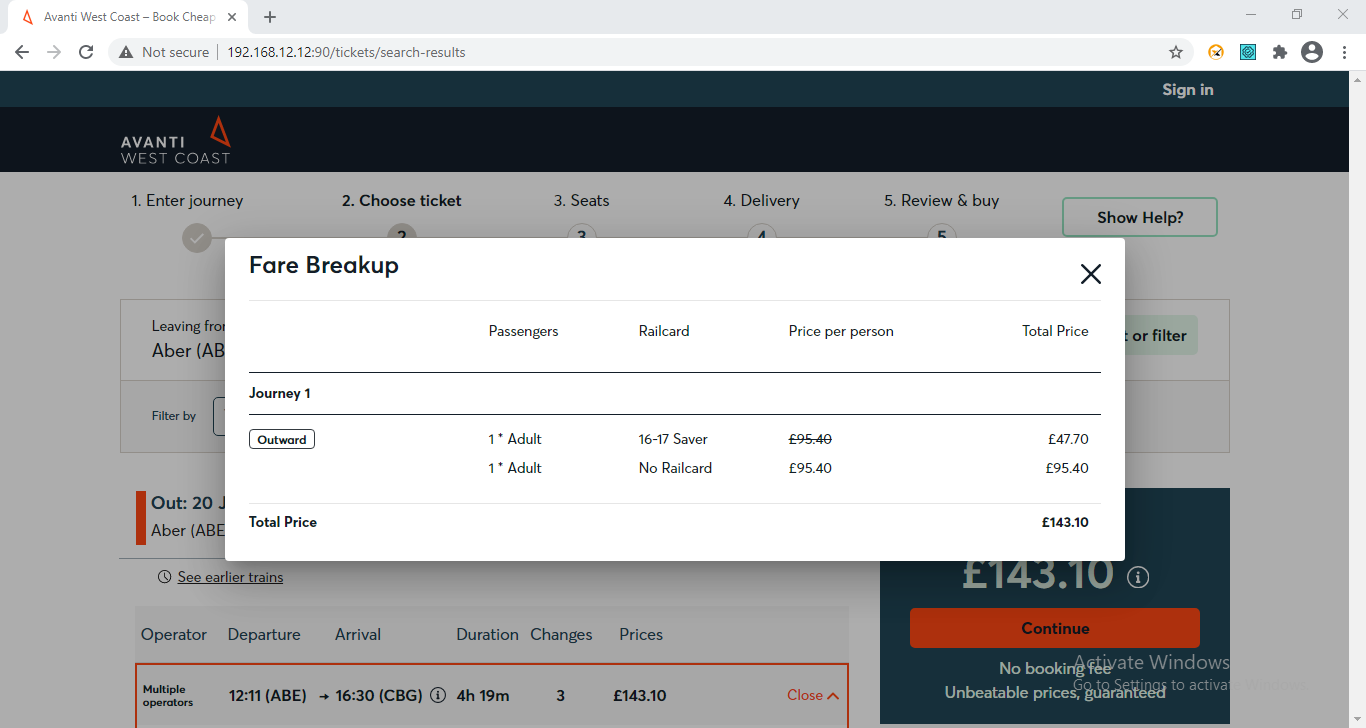 Avanti West Coast – Book Cheap
Not secure
192.168.12.12:90/tickets/search-results
Sign in
AVANTI
WEST COAST
1. Enter journey
2. Choose ticket
3. Seats
4. Delivery
5. Review & buy
2
3
4
5
Show Help?
Fare Breakup
Leaving from
Aber (AB
t or filter
Filter by
Passengers Railcard Price per person Total Price
Journey 1
Outward 1 * Adult 16-17 Saver £95.40 £47.70
1 * Adult No Railcard £95.40 £95.40
Total Price £143.10
Out: 20 J
Aber (ABE
See earlier trains
£143.10
Operator Departure Arrival Duration Changes Prices
Multiple
operators
12:11 (ABE) → 16:30 (CBG) 4h 19m 3 £143.10 Close
Continue
No booking fee
Unbeatable prices, guaranteed
Activate Windows
Go to Settings to activate Windows.